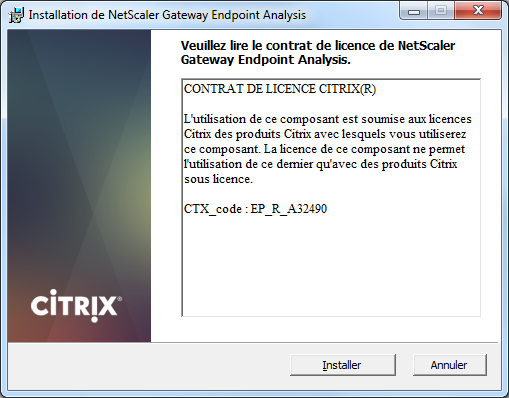 Installation de NetScaler Gateway Endpoint Analysis
Veuillez lire le contrat de licence de NetScaler
Gateway Endpoint Analysis.
CONTRAT DE LICENCE CITRIX(R)
L'utilisation de ce composant est soumise aux licences
Citrix des produits Citrix avec lesquels vous utiliserez
ce composant. La licence de ce composant ne permet
l'utilisation de ce dernier qu'avec des produits Citrix
sous licence.
CTX_code : EP_R_A32490
CITRIX®
Installer
Annuler